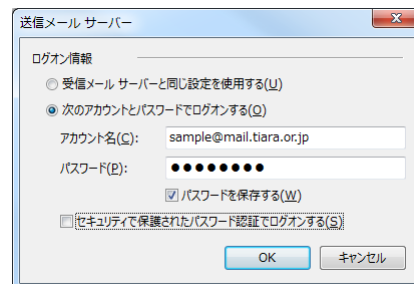 送信メール サーバー
ログオン情報
受信メール サーバーと同じ設定を使用する(U)
次のアカウントとパスワードでログオンする(O)
アカウント名(C):
sample@mail.tiara.or.jp
パスワード(P):
●●●●●●●●
パスワードを保存する(W)
セキュリティで保護されたパスワード認証でログオンする(S)
OK
キャンセル